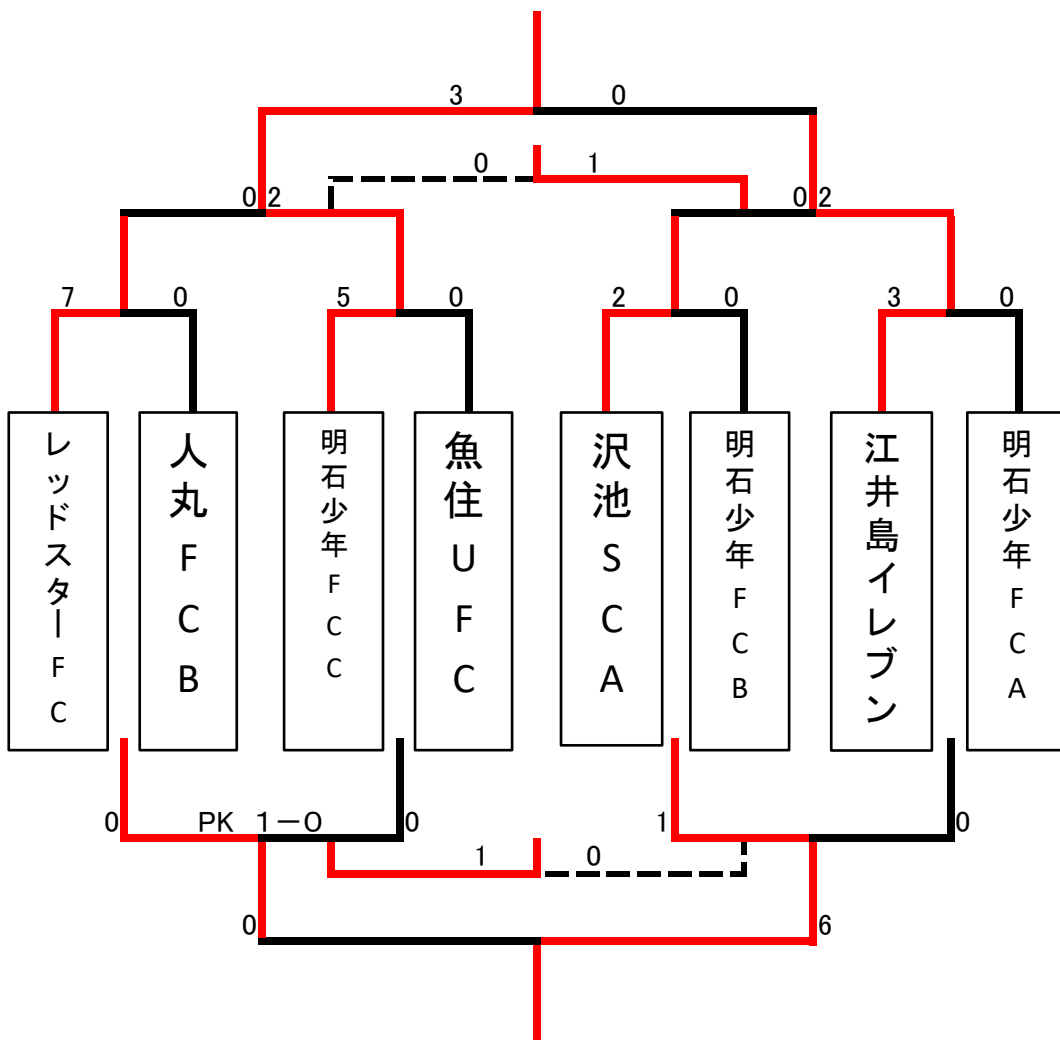 3 0
0 1
0 2 0 2
7 0 5 0 2 0 3 0
レッドスターFC
人丸FCB
明石少年FCC
魚住UFC
沢池SCA
明石少年FCB
江井島イレブン
明石少年FCA
0 PK 1−0 0 1 0
1 0
0 6